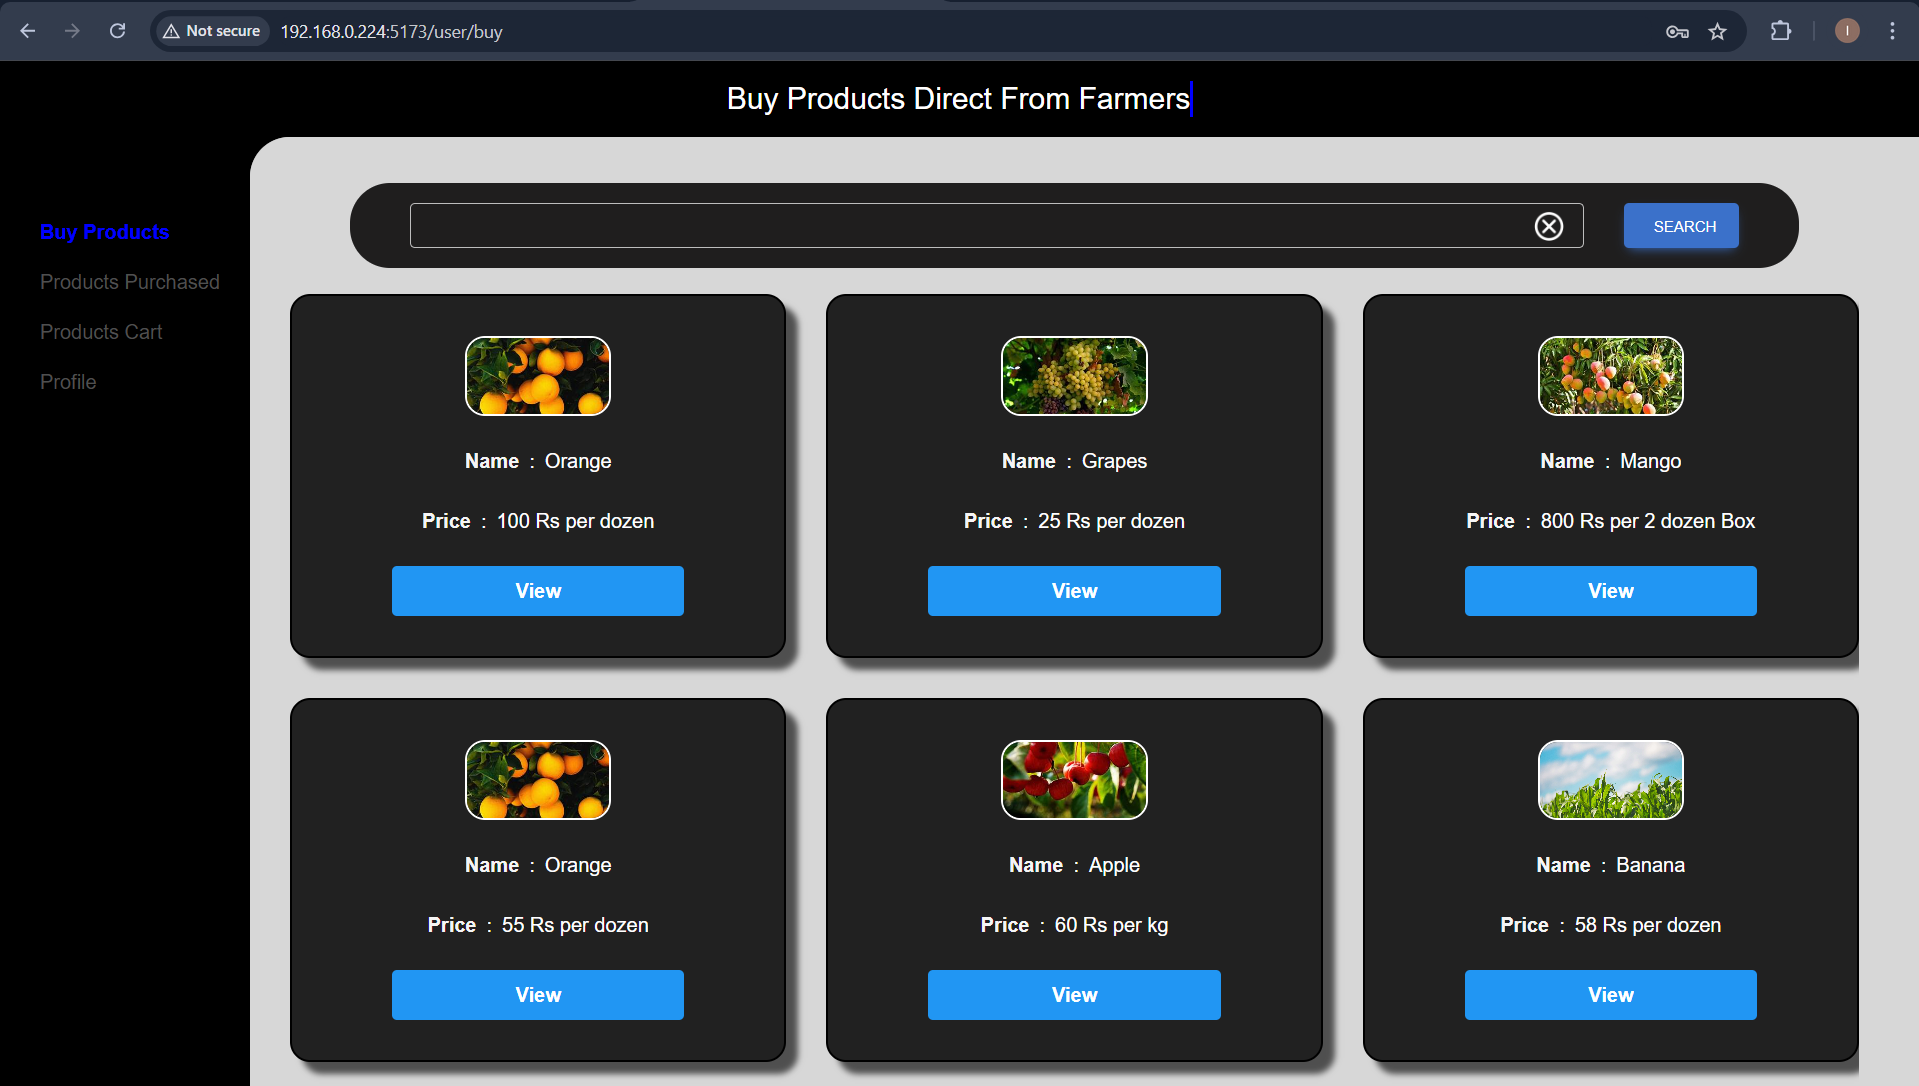 Not secure 192.168.0.224:5173/user/buy I
Buy Products Direct From Farmers
Buy Products
Products Purchased
Products Cart
Profile
SEARCH
Name : Orange
Price : 100 Rs per dozen
View
Name : Grapes
Price : 25 Rs per dozen
View
Name : Mango
Price : 800 Rs per 2 dozen Box
View
Name : Orange
Price : 55 Rs per dozen
View
Name : Apple
Price : 60 Rs per kg
View
Name : Banana
Price : 58 Rs per dozen
View